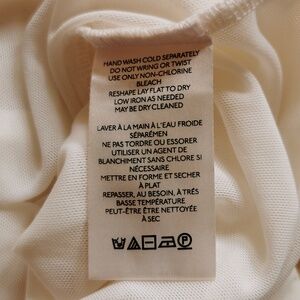 HAND WASH COLD SEPARATELY
DO NOT WRING OR TWIST
USE ONLY NON-CHLORINE
BLEACH
RESHAPE LAY FLAT TO DRY
LOW IRON AS NEEDED
MAY BE DRY CLEANED
LAVER À LA MAIN À L'EAU FROIDE
SÉPARÉMEN
NE PAS TORDRE OU ESSORER
UTILISER UN AGENT DE
BLANCHIMENT SANS CHLORE SI
NÉCESSAIRE
METTRE EN FORME ET SECHER
À PLAT
REPASSER, AU BESOIN, À TRÈS
BASSE TEMPÉRATURE
PEUT-ÊTRE ÊTRE NETTOYÉE
À SEC
P